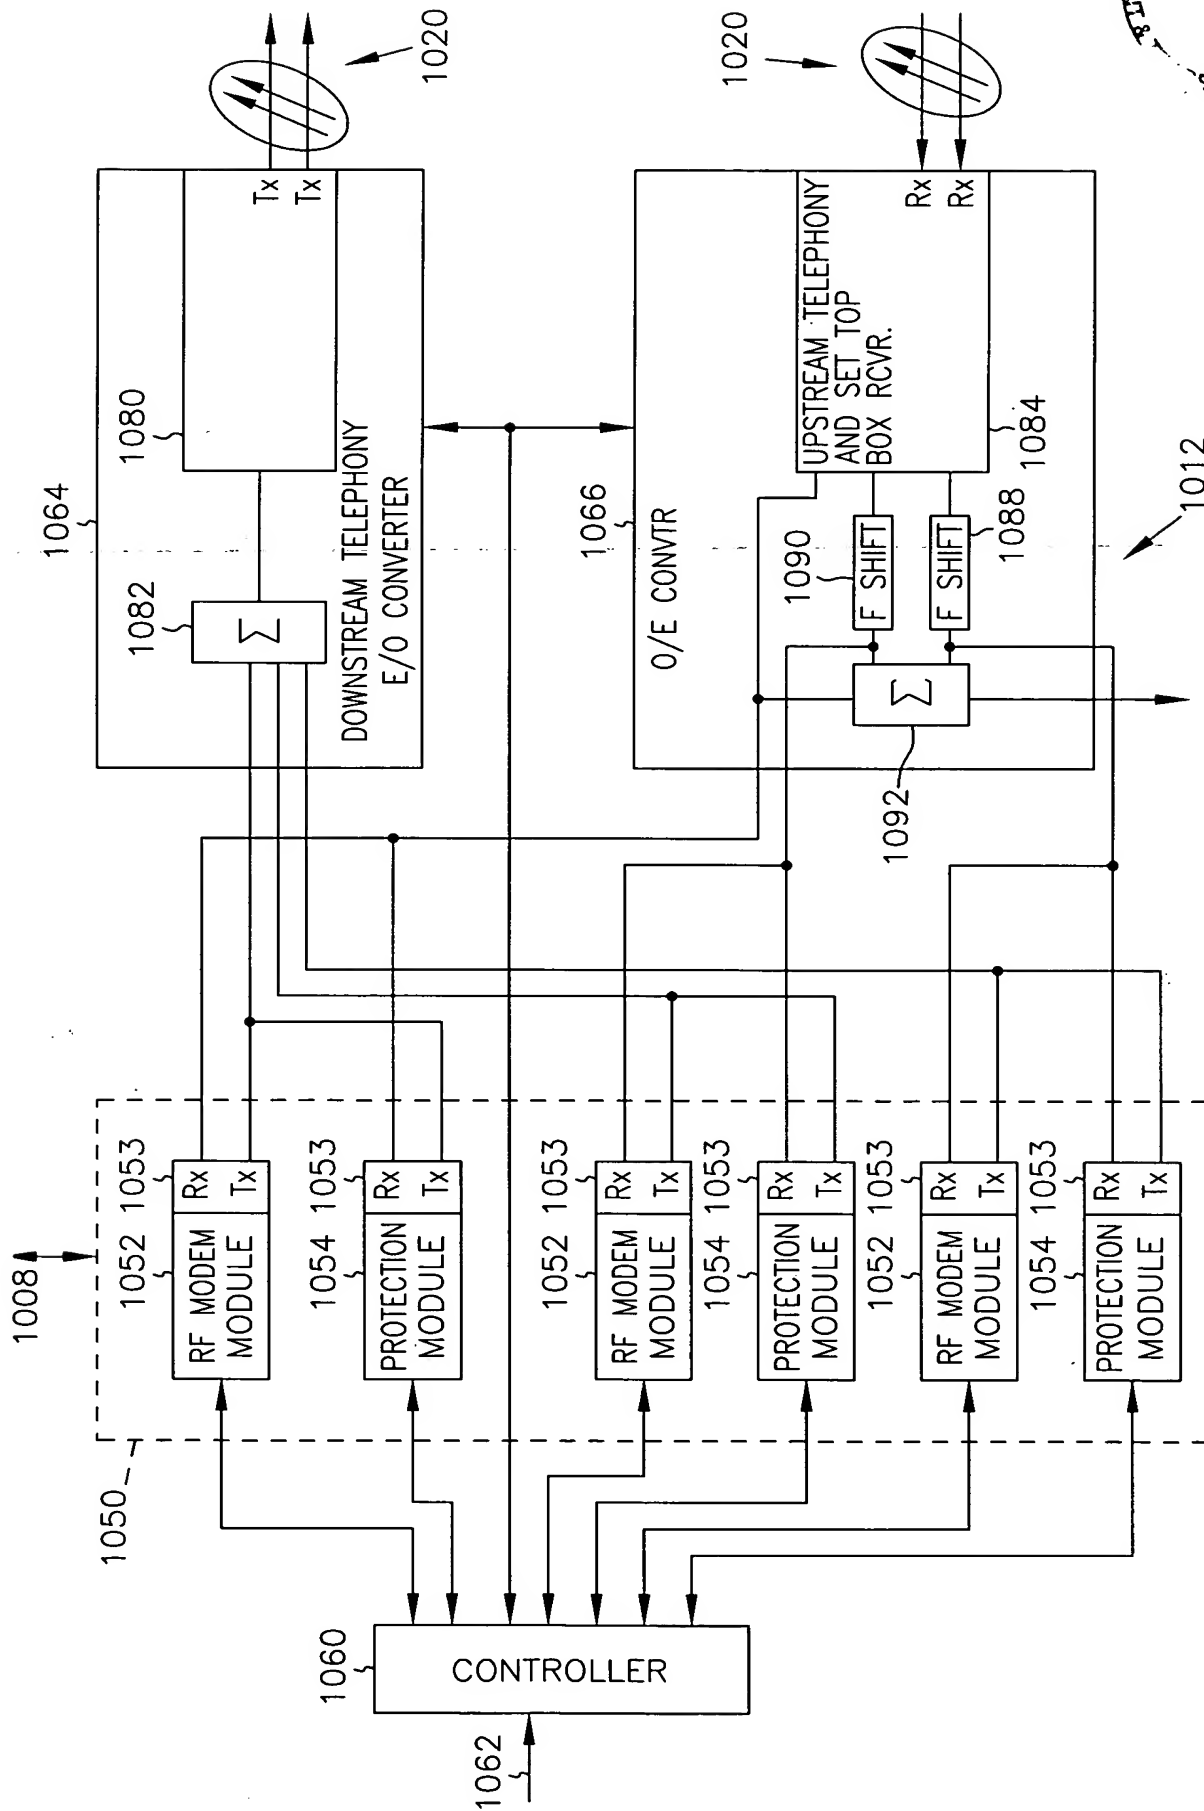 1008
1050
1052
1053
RF MODEM
MODULE
Rx
Tx
1054
1053
PROTECTION
MODULE
Rx
Tx
1052
1053
RF MODEM
MODULE
Rx
Tx
1054
1053
PROTECTION
MODULE
Rx
Tx
1052
1053
RF MODEM
MODULE
Rx
Tx
1054
1053
PROTECTION
MODULE
Rx
Tx
1060
CONTROLLER
1062
1064
1082
Σ
1080
Tx
Tx
DOWNSTREAM TELEPHONY
E/O CONVERTER
1020
1066
O/E CONVTR
1090
F SHIFT
F SHIFT
1088
Σ
1092
UPSTREAM TELEPHONY
AND SET TOP
BOX RCVR.
Rx
Rx
1084
1020
1012